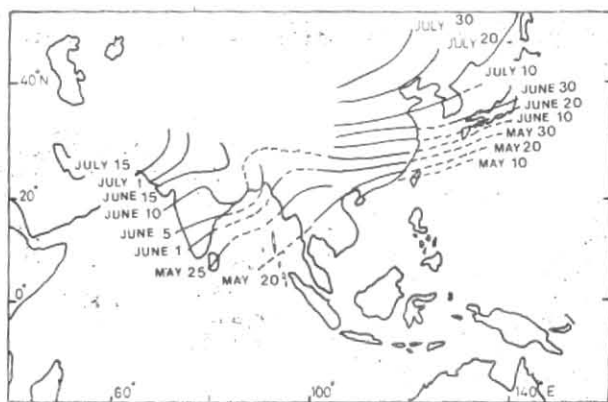 JULY 30
JULY 20
40°N
JULY 10
JUNE 30
JUNE 20
JUNE 10
MAY 30
MAY 20
MAY 10
JULY 15
JULY 1
JUNE 15
20°
JUNE 10
JUNE 5
JUNE 1
MAY 25
MAY 20
0°
60°
100°
140°E